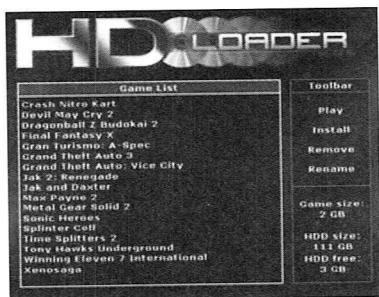 HD LOADER
Game List
Crash Nitro Kart
Devil May Cry 2
Dragonball Z Budokai 2
Final Fantasy X
Gran Turismo: A-Spec
Grand Theft Auto 3
Grand Theft Auto: Vice City
Jak 2: Renegade
Jak and Daxter
Max Payne 2
Metal Gear Solid 2
Sonic Heroes
Splinter Cell
Time Splitters 2
Tony Hawks Underground
Winning Eleven 7 International
Xenosaga
Toolbar
Play
Install
Remove
Rename
Game size:
2 GB
HDD size:
111 GB
HDD free:
3 GB